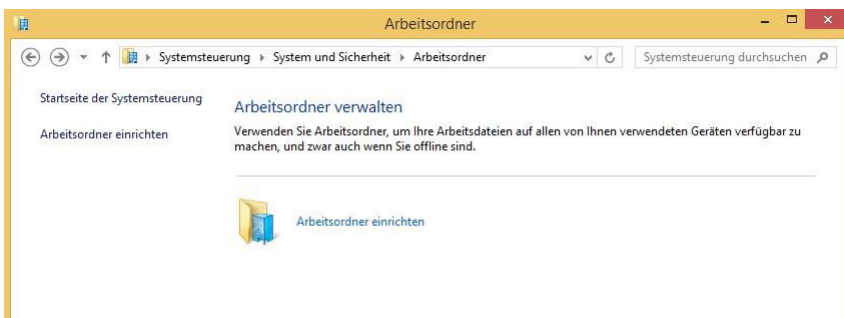 Arbeitsordner
Systemsteuerung ▸ System und Sicherheit ▸ Arbeitsordner
Systemsteuerung durchsuchen
Startseite der Systemsteuerung
Arbeitsordner einrichten
Arbeitsordner verwalten
Verwenden Sie Arbeitsordner, um Ihre Arbeitsdateien auf allen von Ihnen verwendeten Geräten verfügbar zu
machen, und zwar auch wenn Sie offline sind.
Arbeitsordner einrichten